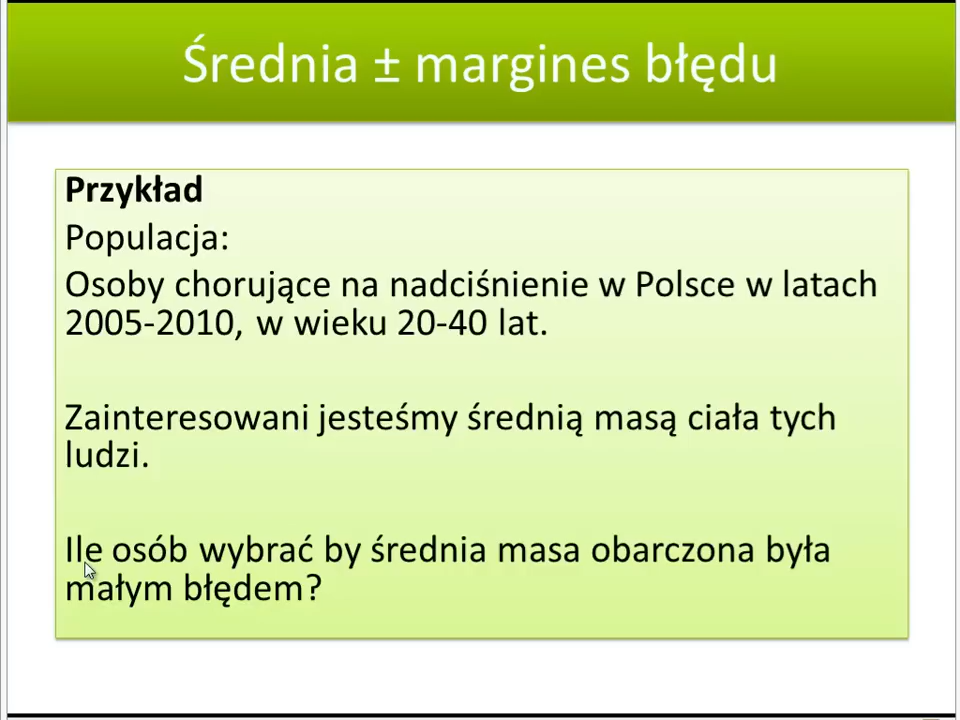 Średnia ± margines błędu
Przykład
Populacja:
Osoby chorujące na nadciśnienie w Polsce w latach
2005-2010, w wieku 20-40 lat.
Zainteresowani jesteśmy średnią masą ciała tych
ludzi.
Ile osób wybrać by średnia masa obarczona była
małym błędem?